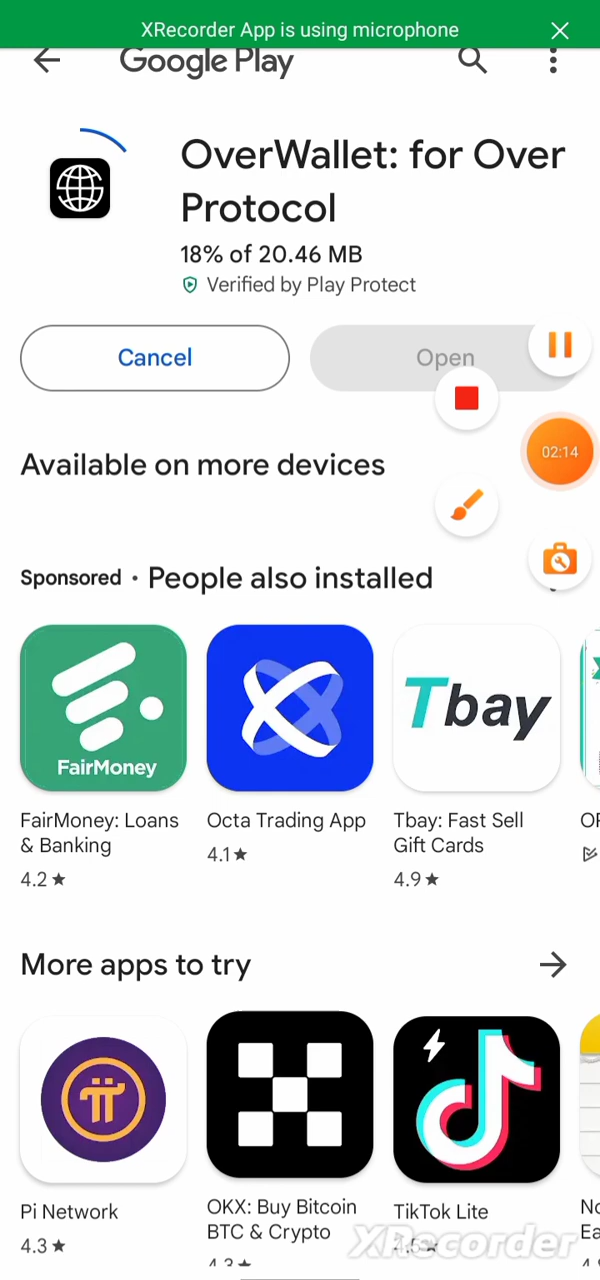 XRecorder App is using microphone
Google Play
OverWallet: for Over
Protocol
18% of 20.46 MB
Verified by Play Protect
Cancel
Open
02:14
Available on more devices
Sponsored • People also installed
FairMoney
Tbay
FairMoney: Loans
& Banking
4.2 ★
Octa Trading App
4.1 ★
Tbay: Fast Sell
Gift Cards
4.9 ★
More apps to try
Pi Network
4.3 ★
OKX: Buy Bitcoin
BTC & Crypto
4.3 ★
TikTok Lite
XRecorder